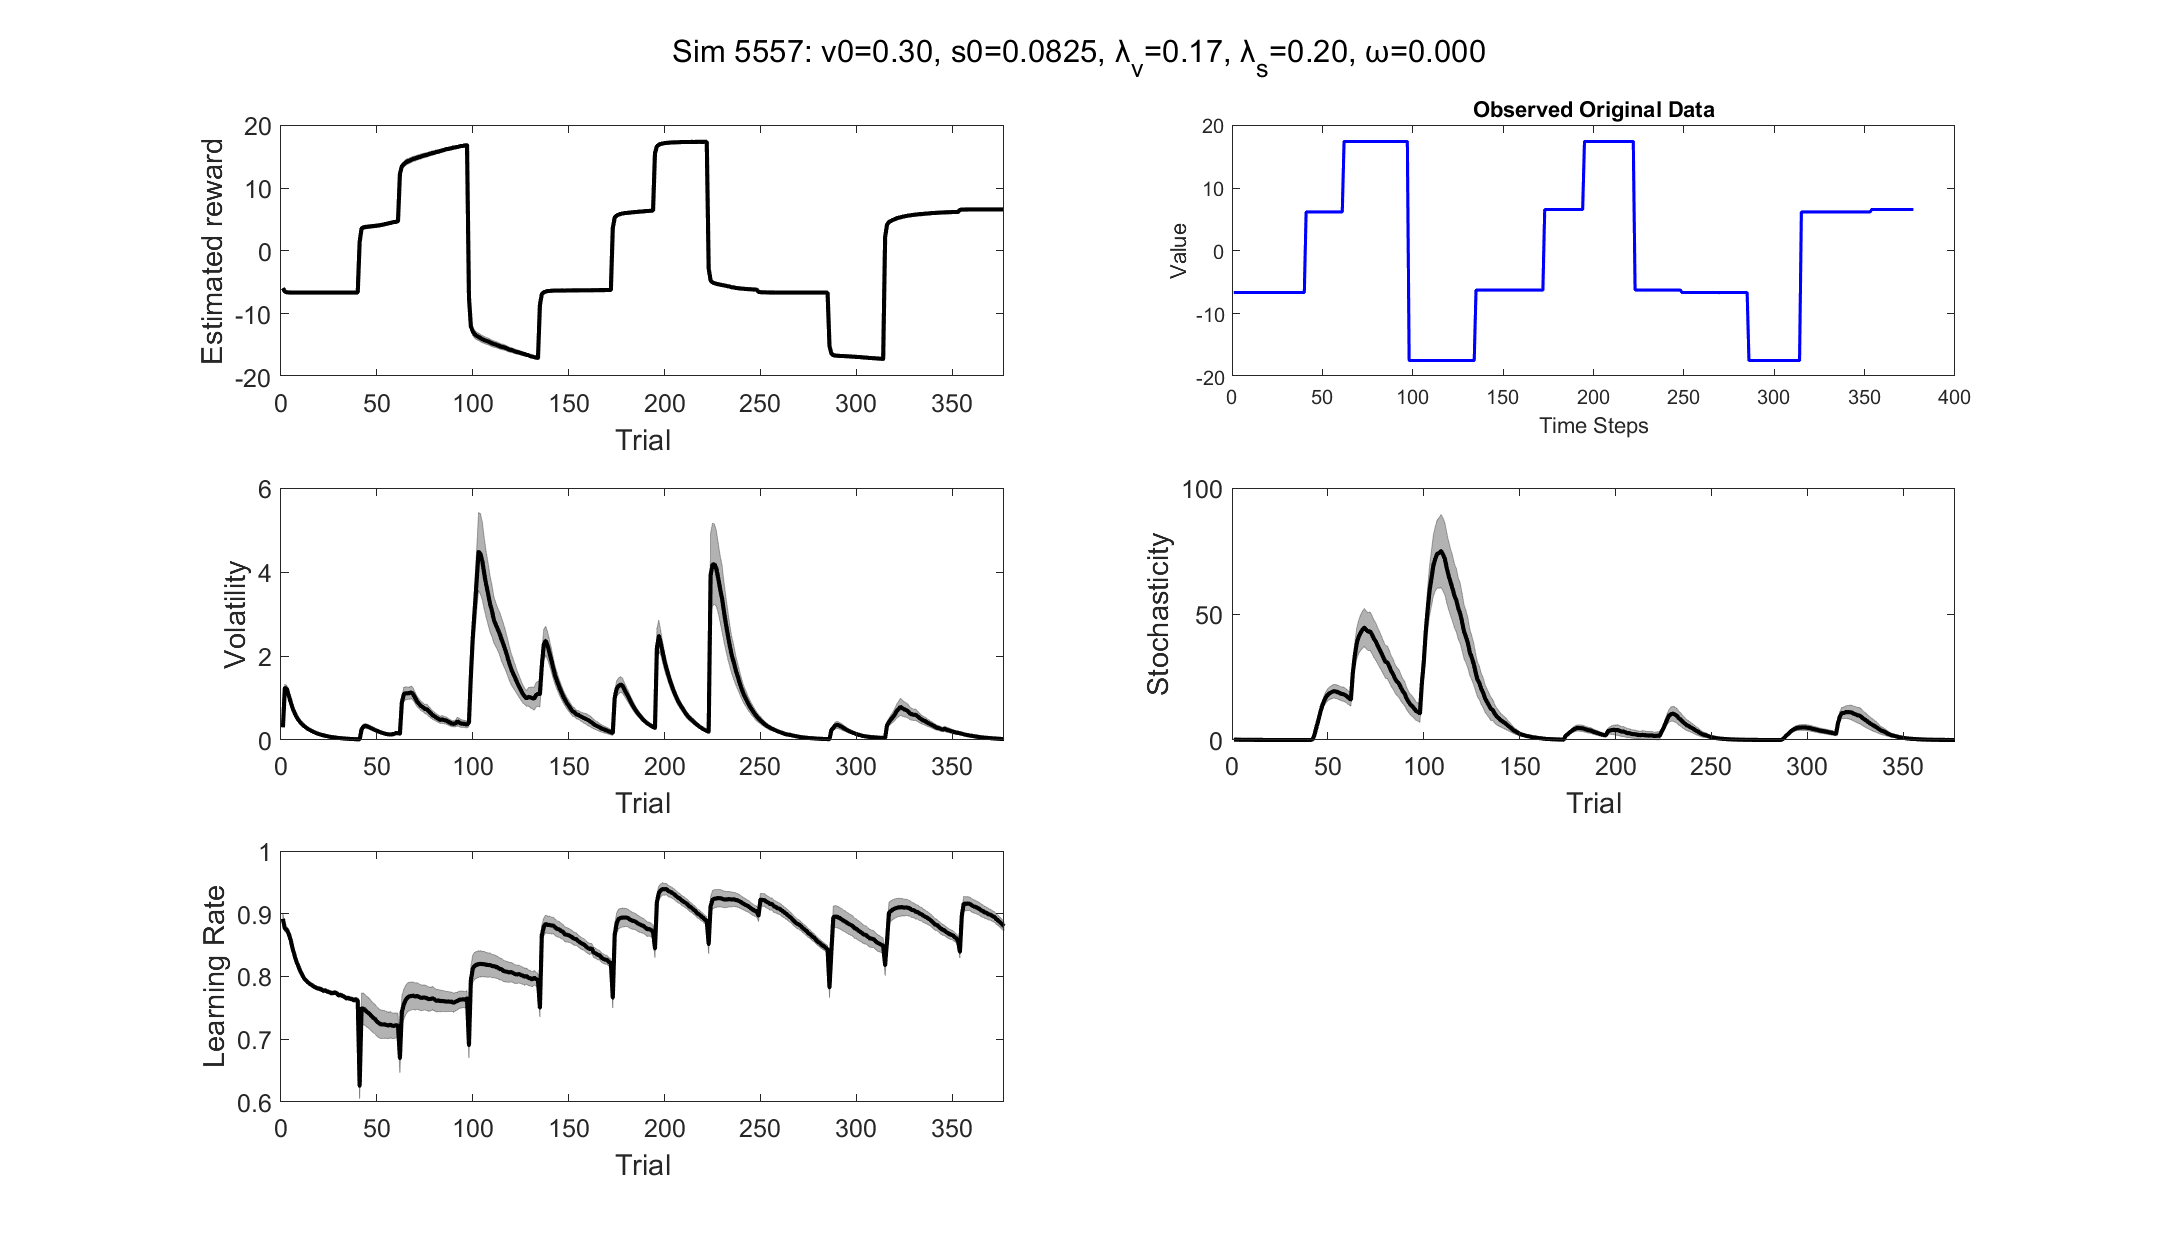 Sim 5557: v0=0.30, s0=0.0825, λv=0.17, λs=0.20, ω=0.000
Estimated reward
20
10
0
-10
-20
0 50 100 150 200 250 300 350
Trial
Observed Original Data
Value
20
10
0
-10
-20
0 50 100 150 200 250 300 350 400
Time Steps
Volatility
6
4
2
0
0 50 100 150 200 250 300 350
Trial
Stochasticity
100
50
0
0 50 100 150 200 250 300 350
Trial
Learning Rate
1
0.9
0.8
0.7
0.6
0 50 100 150 200 250 300 350
Trial